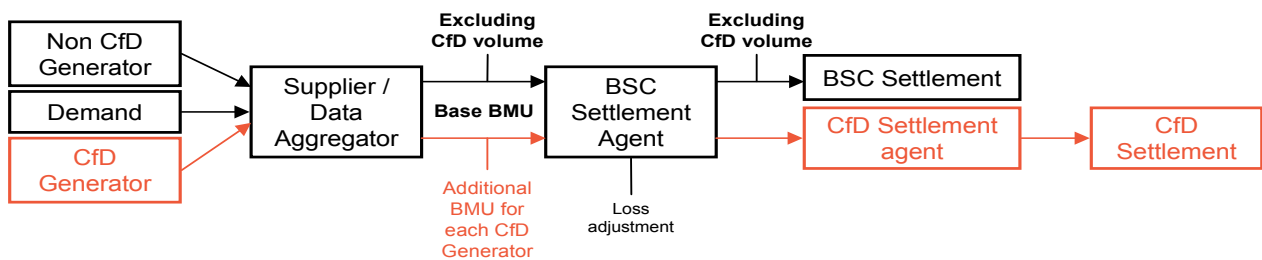 Non CfD
Generator
Demand
CfD
Generator
Supplier /
Data
Aggregator
Excluding
CfD volume
Base BMU
Additional
BMU for
each CfD
Generator
BSC
Settlement
Agent
Loss
adjustment
Excluding
CfD volume
BSC Settlement
CfD Settlement
agent
CfD
Settlement